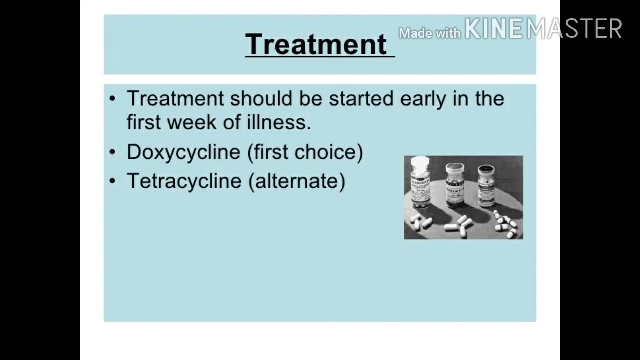 Made with KINEMASTER
Treatment
• Treatment should be started early in the
first week of illness.
• Doxycycline (first choice)
• Tetracycline (alternate)